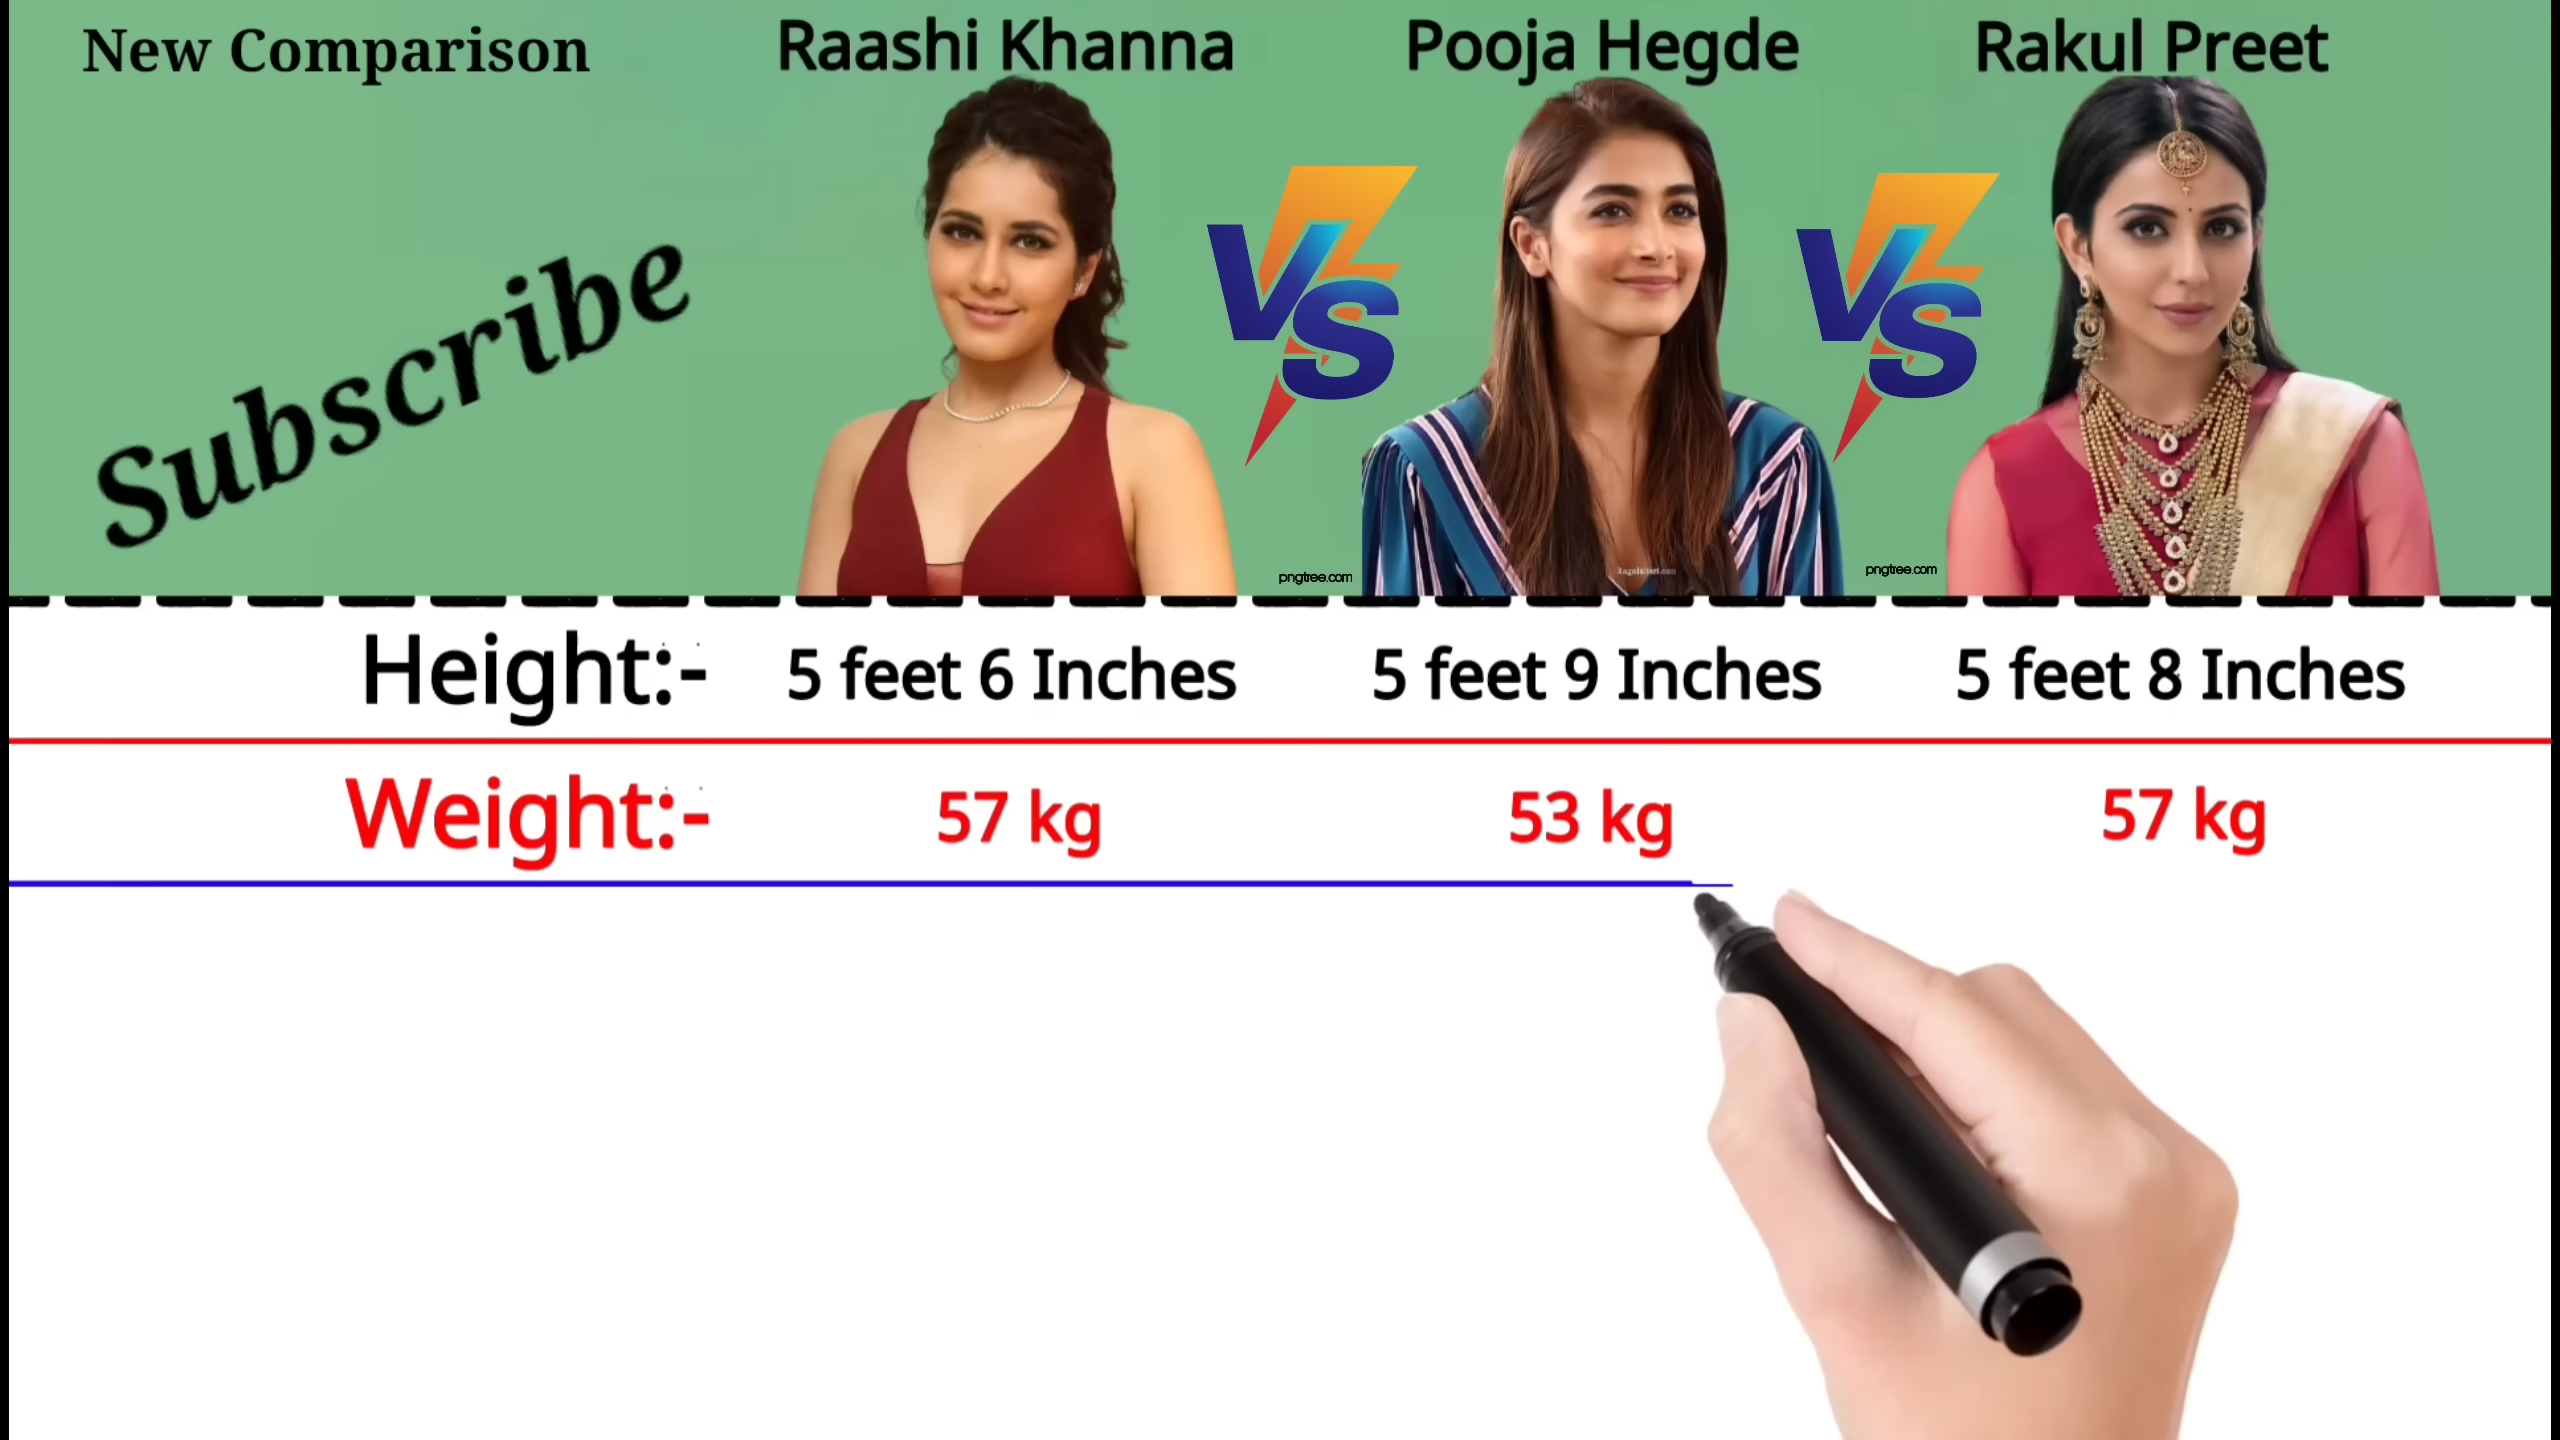 New Comparison
Raashi Khanna
Pooja Hegde
Rakul Preet
Subscribe
VS
VS
pngtree.com
pngtree.com
Height:- 5 feet 6 Inches 5 feet 9 Inches 5 feet 8 Inches
Weight:- 57 kg 53 kg 57 kg